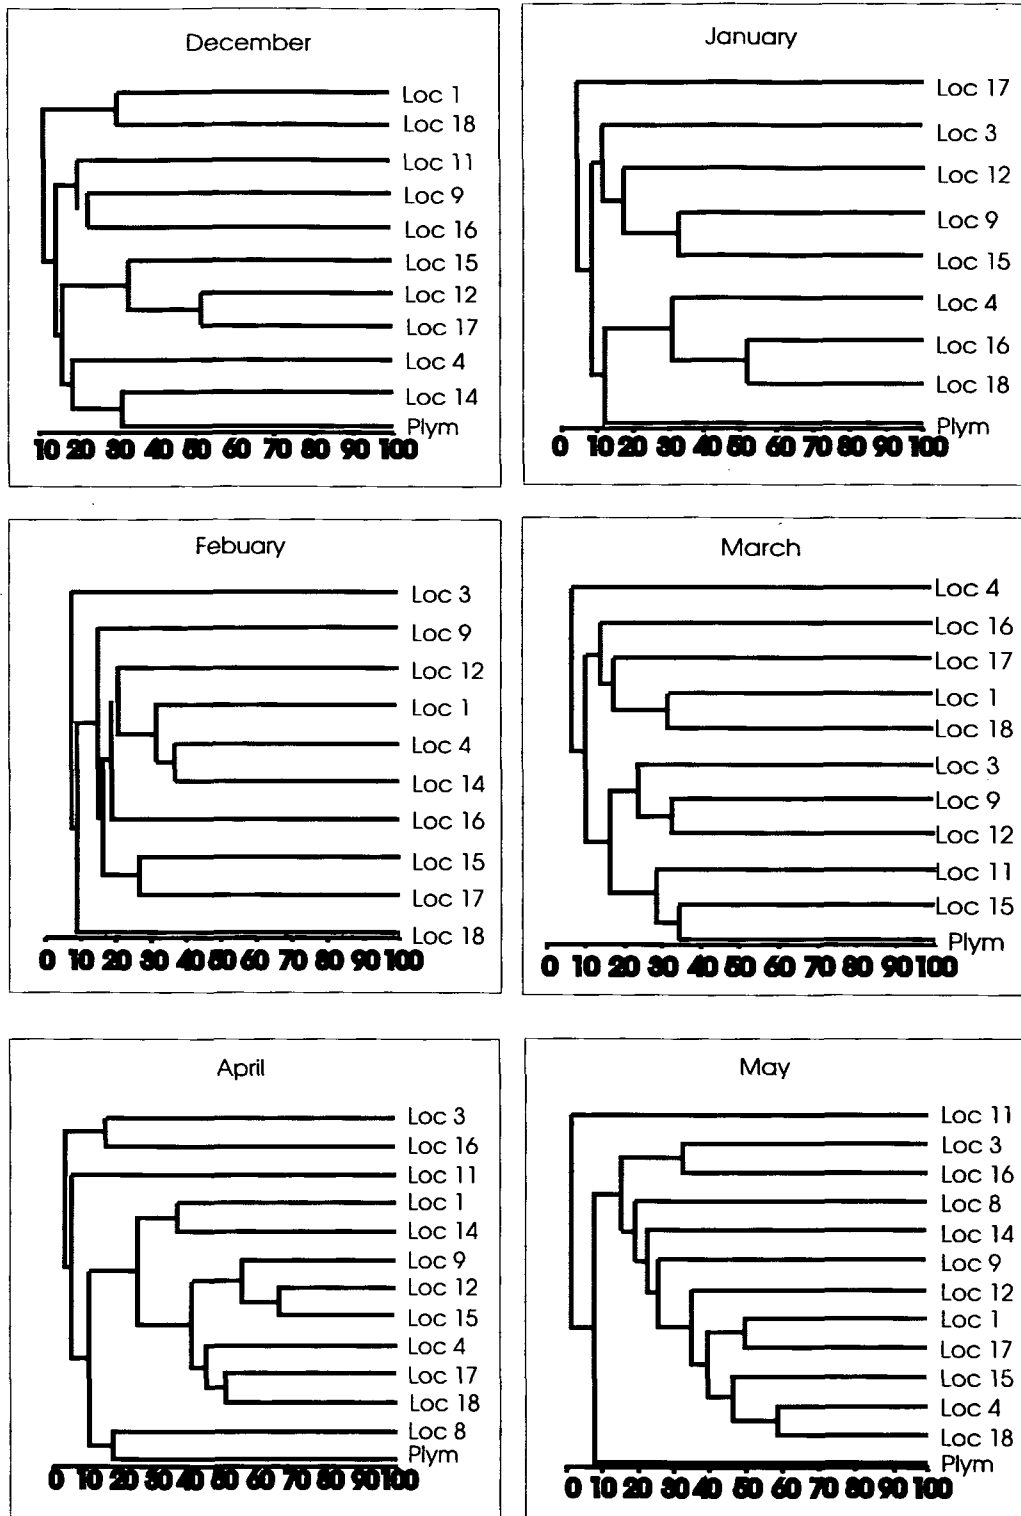 December
Loc 1
Loc 18
Loc 11
Loc 9
Loc 16
Loc 15
Loc 12
Loc 17
Loc 4
Loc 14
Plym
10 20 30 40 50 60 70 80 90 100
January
Loc 17
Loc 3
Loc 12
Loc 9
Loc 15
Loc 4
Loc 16
Loc 18
Plym
0 10 20 30 40 50 60 70 80 90 100
Febuary
Loc 3
Loc 9
Loc 12
Loc 1
Loc 4
Loc 14
Loc 16
Loc 15
Loc 17
Loc 18
0 10 20 30 40 50 60 70 80 90 100
March
Loc 4
Loc 16
Loc 17
Loc 1
Loc 18
Loc 3
Loc 9
Loc 12
Loc 11
Loc 15
Plym
0 10 20 30 40 50 60 70 80 90 100
April
Loc 3
Loc 16
Loc 11
Loc 1
Loc 14
Loc 9
Loc 12
Loc 15
Loc 4
Loc 17
Loc 18
Loc 8
Plym
0 10 20 30 40 50 60 70 80 90 100
May
Loc 11
Loc 3
Loc 16
Loc 8
Loc 14
Loc 9
Loc 12
Loc 1
Loc 17
Loc 15
Loc 4
Loc 18
Plym
0 10 20 30 40 50 60 70 80 90 100